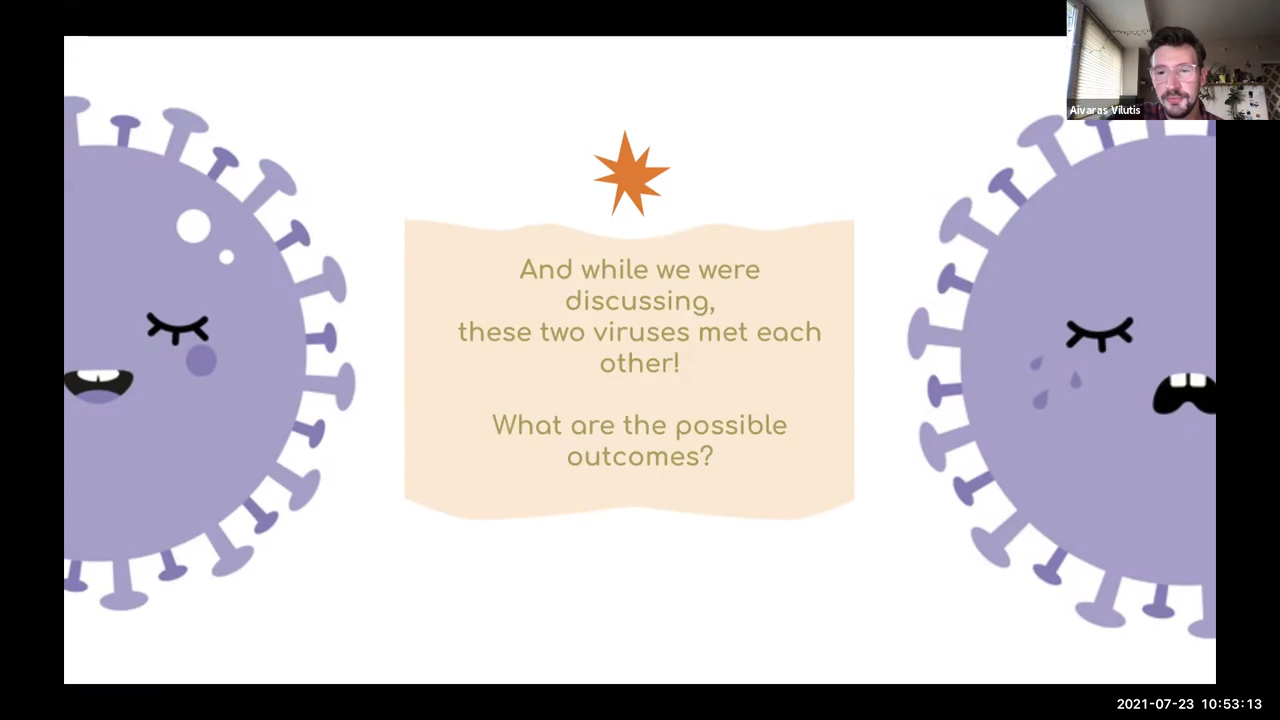 Aivaras Vilutis
And while we were
discussing,
these two viruses met each
other!
What are the possible
outcomes?
2021-07-23 10:53:13